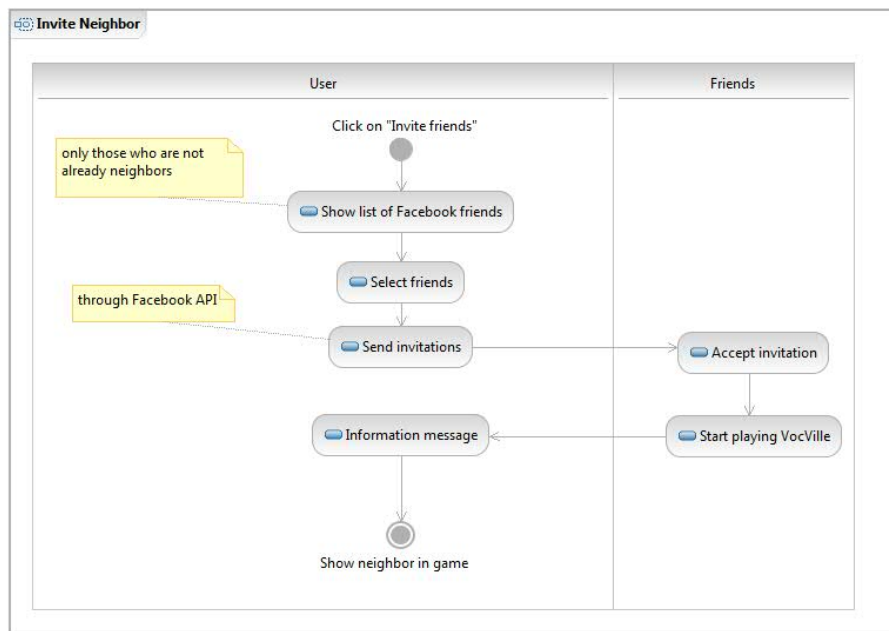 Invite Neighbor
User
Friends
Click on "Invite friends"
only those who are not
already neighbors
Show list of Facebook friends
Select friends
through Facebook API
Send invitations
Accept invitation
Information message
Start playing VocVille
Show neighbor in game